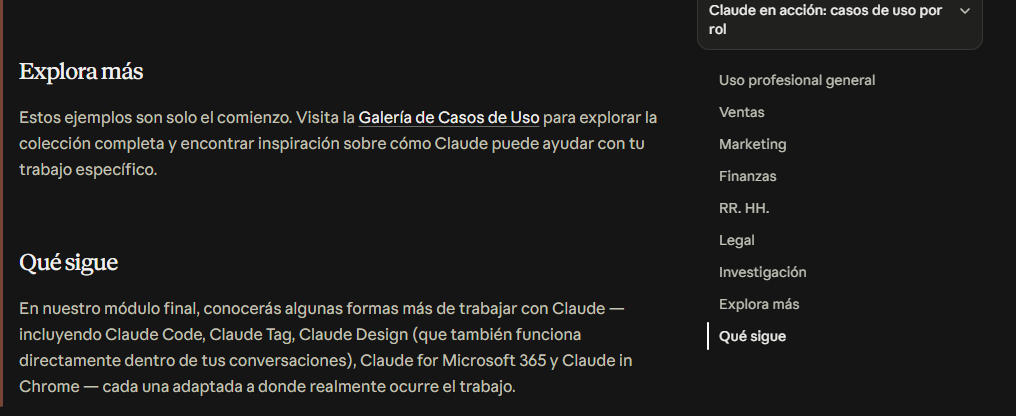 Explora más
Estos ejemplos son solo el comienzo. Visita la Galería de Casos de Uso para explorar la
colección completa y encontrar inspiración sobre cómo Claude puede ayudar con tu
trabajo específico.
Qué sigue
En nuestro módulo final, conocerás algunas formas más de trabajar con Claude —
incluyendo Claude Code, Claude Tag, Claude Design (que también funciona
directamente dentro de tus conversaciones), Claude for Microsoft 365 y Claude in
Chrome — cada una adaptada a donde realmente ocurre el trabajo.
Claude en acción: casos de uso por
rol
Uso profesional general
Ventas
Marketing
Finanzas
RR. HH.
Legal
Investigación
Explora más
Qué sigue